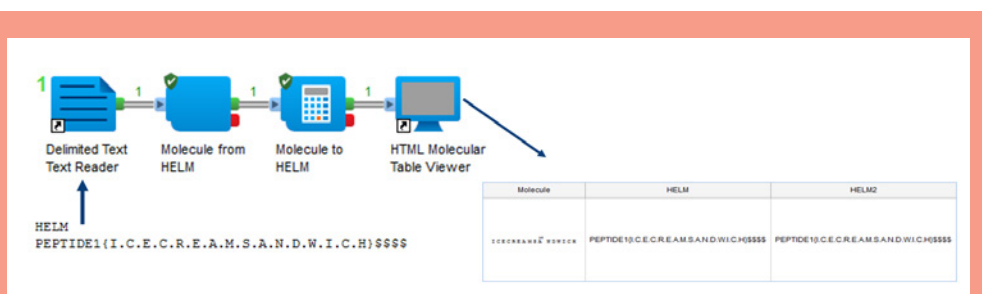 1
1
1
1
Delimited Text
Text Reader
Molecule from
HELM
Molecule to
HELM
HTML Molecular
Table Viewer
HELM
PEPTIDE1{I.C.E.C.R.E.A.M.S.A.N.D.W.I.C.H}$$$$
Molecule
HELM
HELM2
PEPTIDE1{I.C.E.C.R.E.A.M.S.A.N.D.W.I.C.H}$$$$
PEPTIDE1{I.C.E.C.R.E.A.M.S.A.N.D.W.I.C.H}$$$$